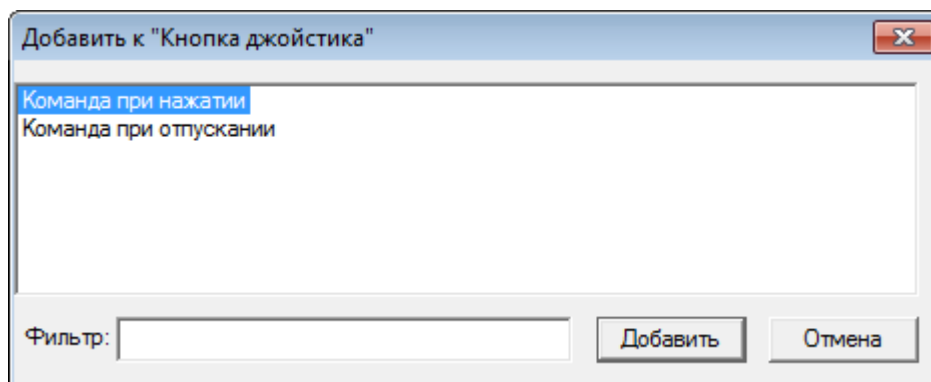 Добавить к "Кнопка джойстика"
Команда при нажатии
Команда при отпускании
Фильтр:
Добавить
Отмена